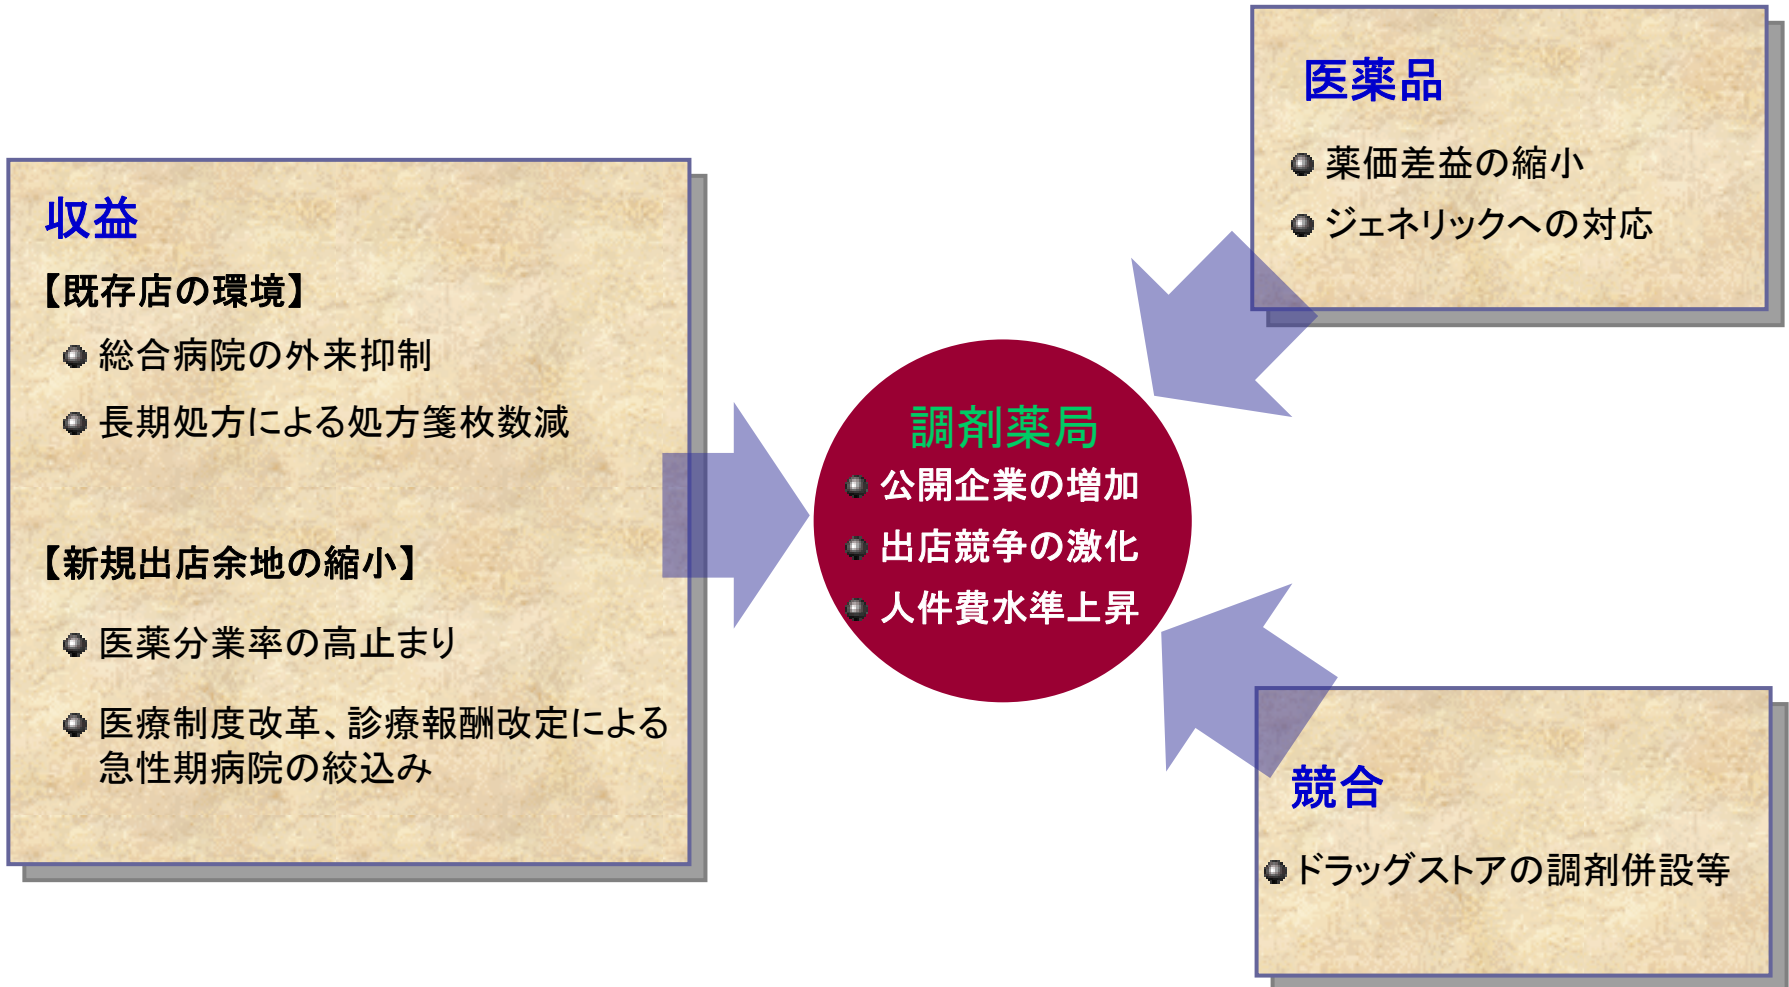 収益
【既存店の環境】
総合病院の外来抑制
長期処方による処方箋枚数減
【新規出店余地の縮小】
医薬分業率の高止まり
医療制度改革、診療報酬改定による
急性期病院の絞込み
調剤薬局
公開企業の増加
出店競争の激化
人件費水準上昇
医薬品
薬価差益の縮小
ジェネリックへの対応
競合
ドラッグストアの調剤併設等